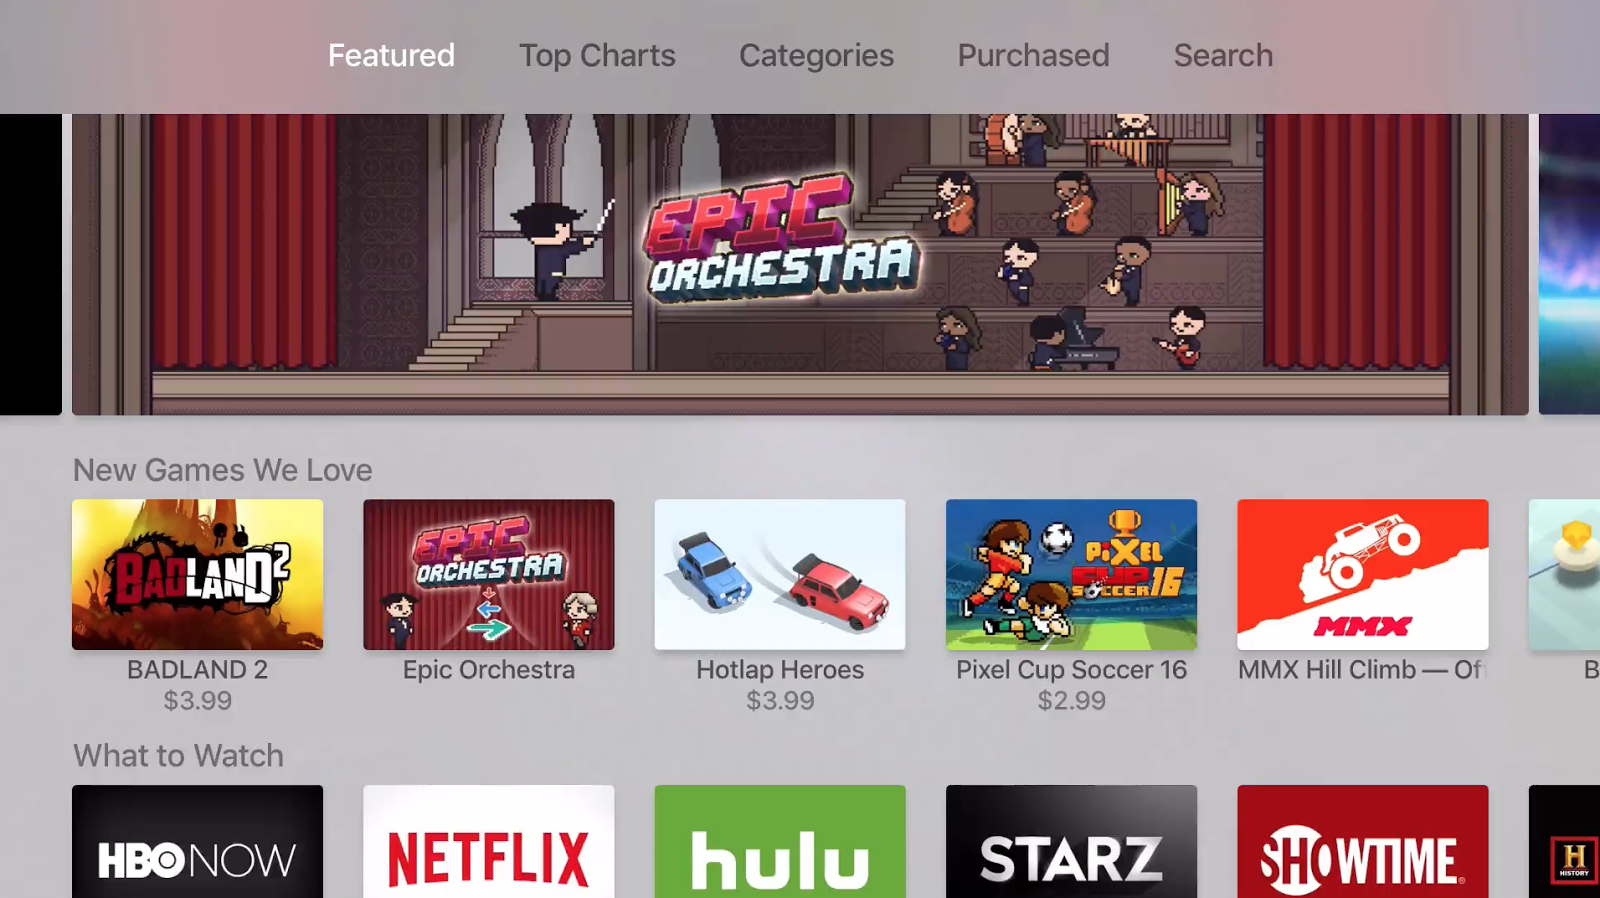 Featured
Top Charts
Categories
Purchased
Search
EPIC
ORCHESTRA
New Games We Love
BADLAND2
EPIC
ORCHESTRA
PiXEL
CUP
SOCCER 16
MMX
BADLAND 2
Epic Orchestra
Hotlap Heroes
Pixel Cup Soccer 16
MMX Hill Climb — Of
B
$3.99
$3.99
$2.99
What to Watch
HBO NOW
NETFLIX
hulu
STARZ
SHOWTIME®
H
HISTORY